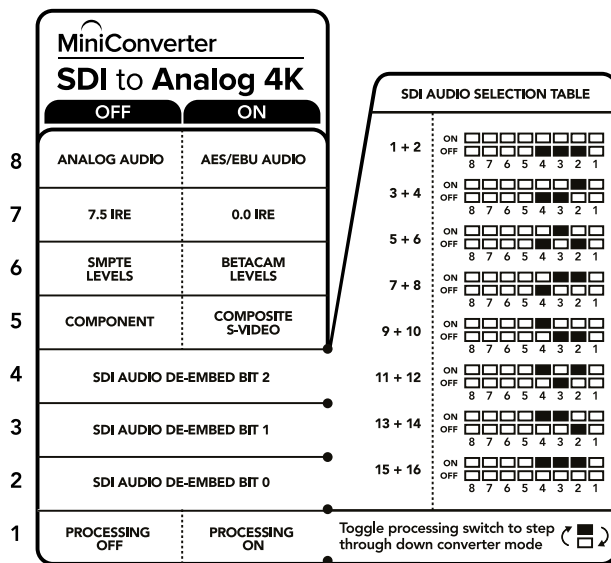 MiniConverter
SDI to Analog 4K
OFF ON
8 ANALOG AUDIO AES/EBU AUDIO
7 7.5 IRE 0.0 IRE
6 SMPTE LEVELS BETACAM LEVELS
5 COMPONENT COMPOSITE S-VIDEO
4 SDI AUDIO DE-EMBED BIT 2
3 SDI AUDIO DE-EMBED BIT 1
2 SDI AUDIO DE-EMBED BIT 0
1 PROCESSING OFF PROCESSING ON
SDI AUDIO SELECTION TABLE
1 + 2 ON OFF
8 7 6 5 4 3 2 1
3 + 4 ON OFF
8 7 6 5 4 3 2 1
5 + 6 ON OFF
8 7 6 5 4 3 2 1
7 + 8 ON OFF
8 7 6 5 4 3 2 1
9 + 10 ON OFF
8 7 6 5 4 3 2 1
11 + 12 ON OFF
8 7 6 5 4 3 2 1
13 + 14 ON OFF
8 7 6 5 4 3 2 1
15 + 16 ON OFF
8 7 6 5 4 3 2 1
Toggle processing switch to step
through down converter mode